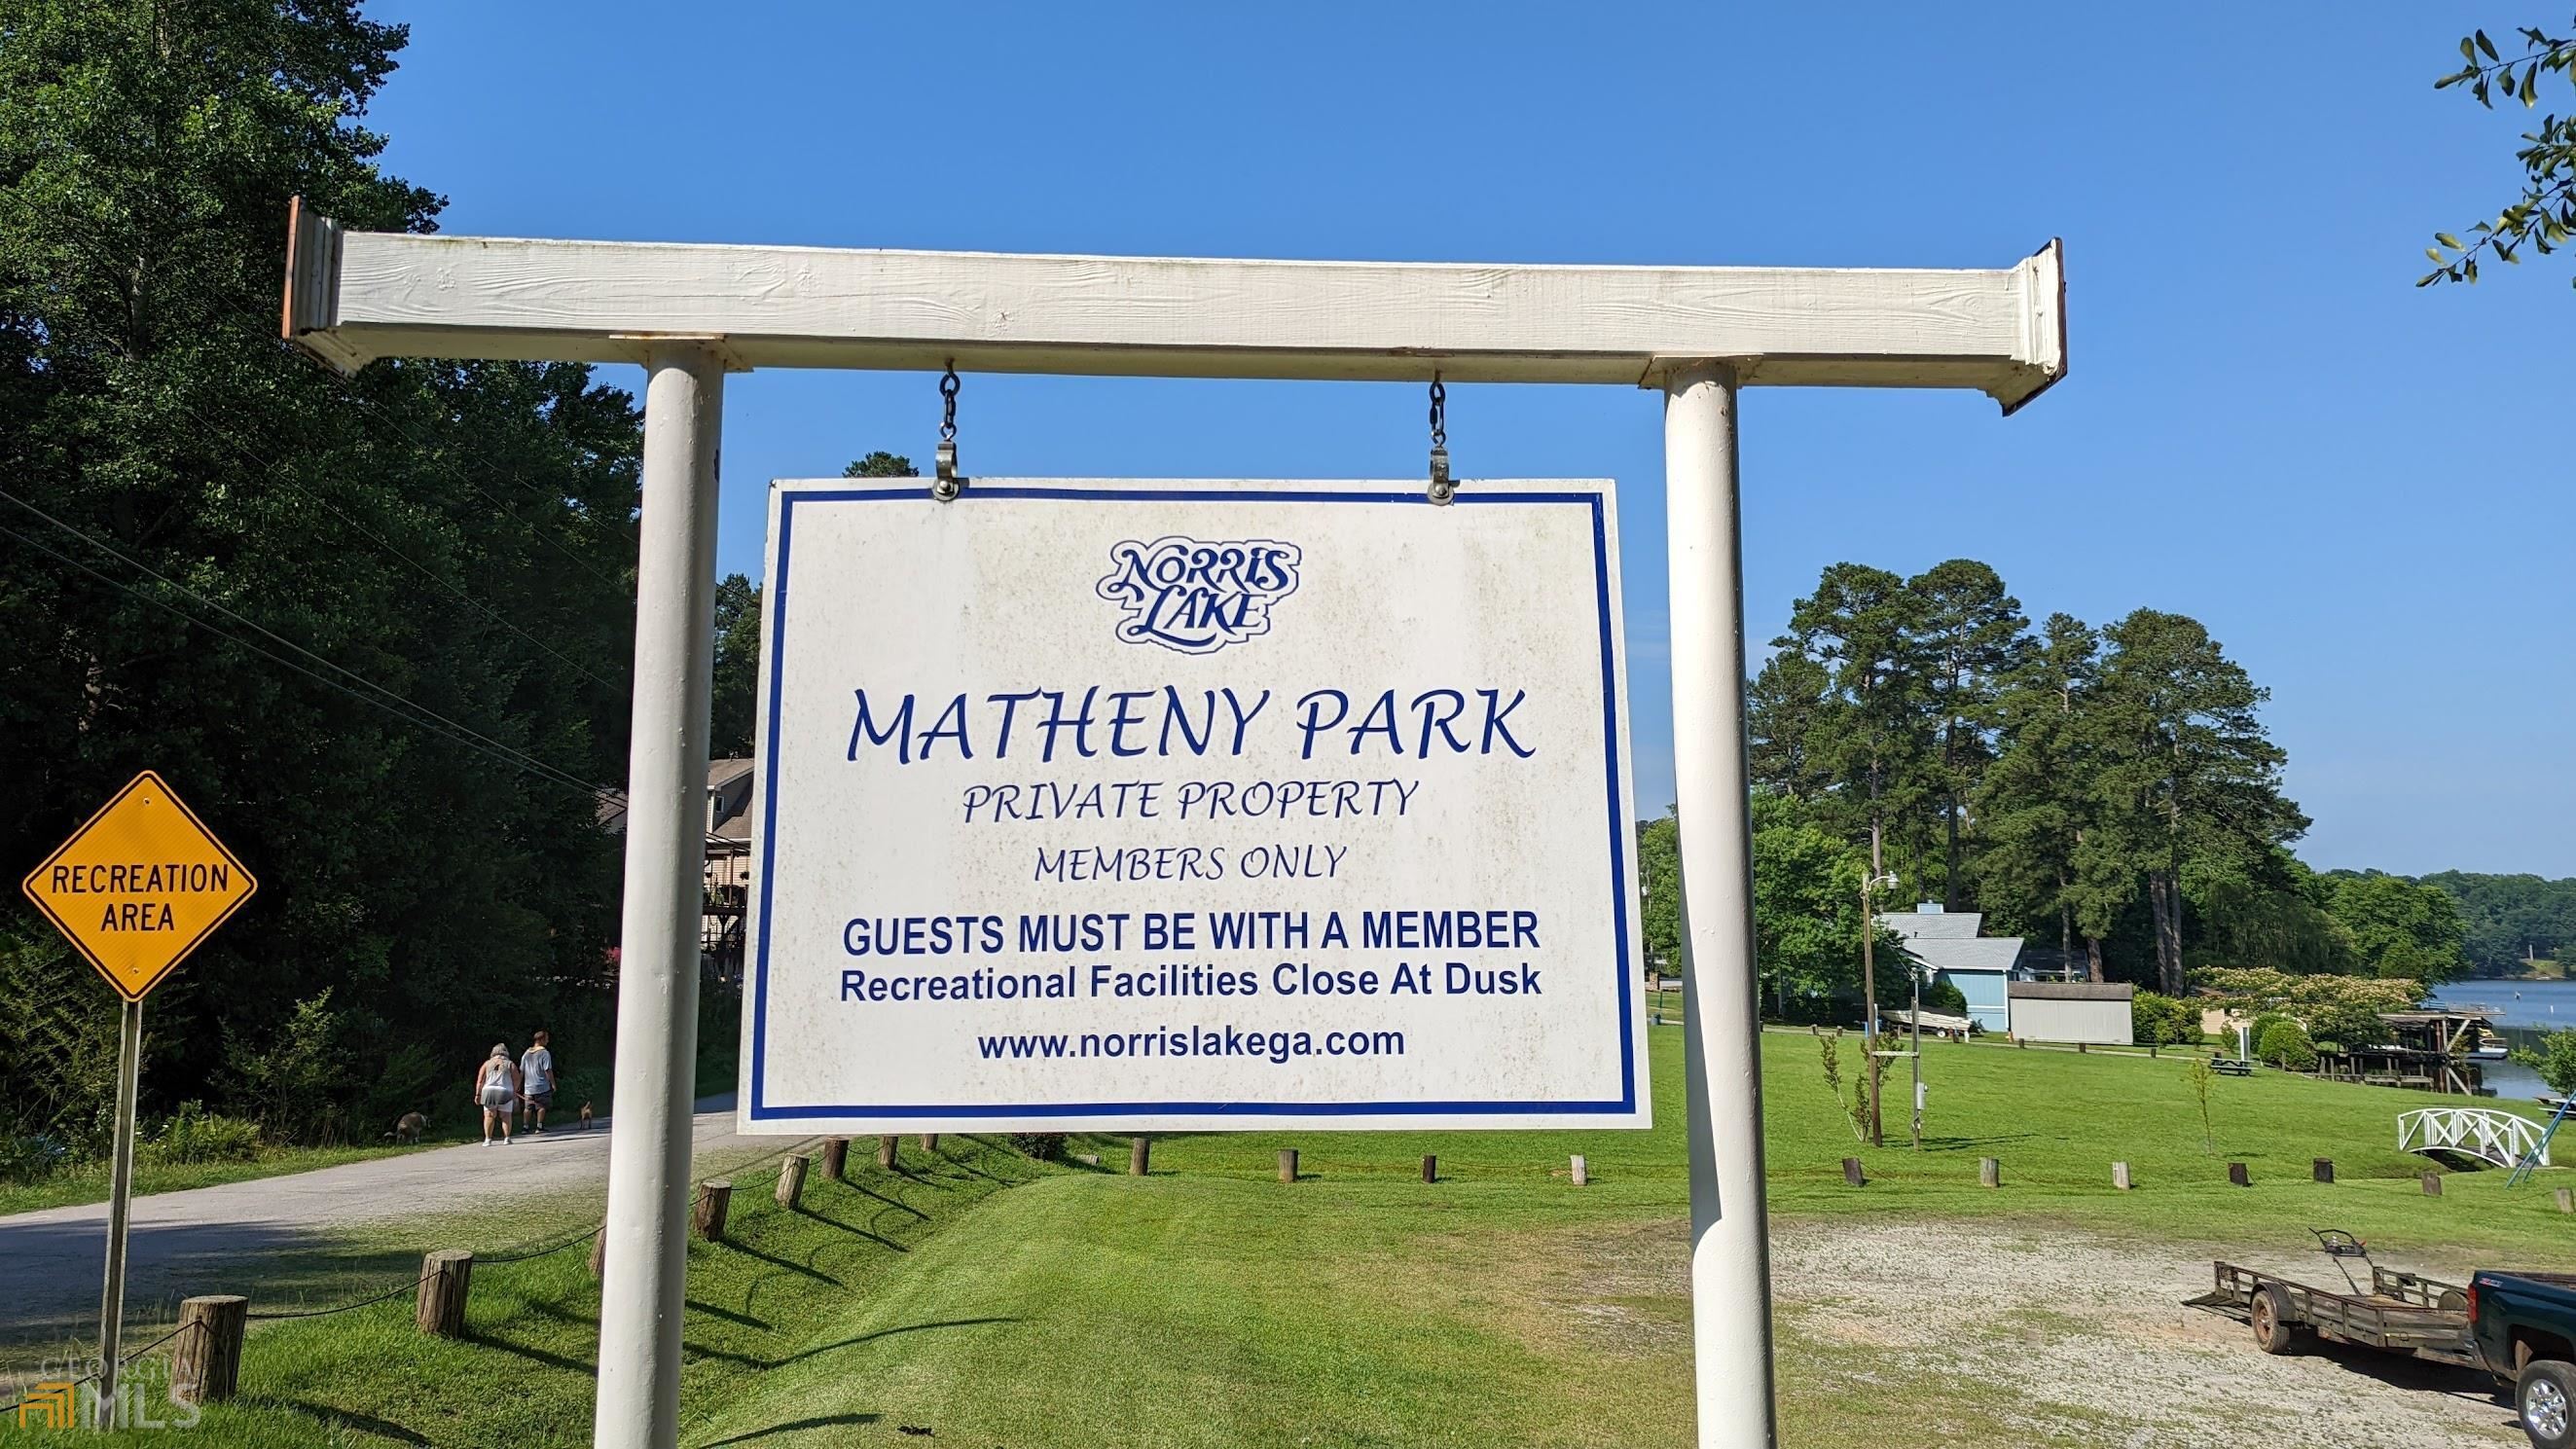 NORRIS
LAKE
MATHENY PARK
PRIVATE PROPERTY
MEMBERS ONLY
GUESTS MUST BE WITH A MEMBER
Recreational Facilities Close At Dusk
www.norrislakega.com
RECREATION
AREA
GEORGIA
MLS